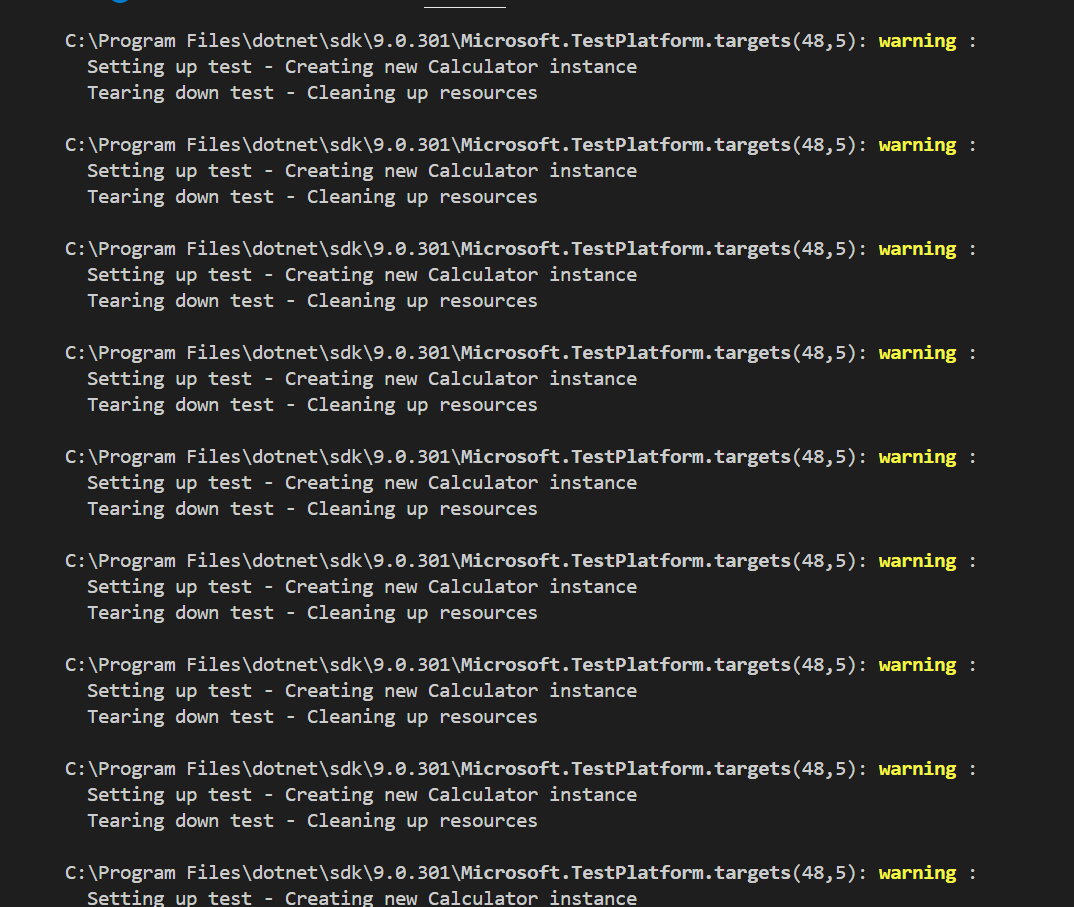 C:\Program Files\dotnet\sdk\9.0.301\Microsoft.TestPlatform.targets(48,5): warning :
Setting up test - Creating new Calculator instance
Tearing down test - Cleaning up resources
C:\Program Files\dotnet\sdk\9.0.301\Microsoft.TestPlatform.targets(48,5): warning :
Setting up test - Creating new Calculator instance
Tearing down test - Cleaning up resources
C:\Program Files\dotnet\sdk\9.0.301\Microsoft.TestPlatform.targets(48,5): warning :
Setting up test - Creating new Calculator instance
Tearing down test - Cleaning up resources
C:\Program Files\dotnet\sdk\9.0.301\Microsoft.TestPlatform.targets(48,5): warning :
Setting up test - Creating new Calculator instance
Tearing down test - Cleaning up resources
C:\Program Files\dotnet\sdk\9.0.301\Microsoft.TestPlatform.targets(48,5): warning :
Setting up test - Creating new Calculator instance
Tearing down test - Cleaning up resources
C:\Program Files\dotnet\sdk\9.0.301\Microsoft.TestPlatform.targets(48,5): warning :
Setting up test - Creating new Calculator instance
Tearing down test - Cleaning up resources
C:\Program Files\dotnet\sdk\9.0.301\Microsoft.TestPlatform.targets(48,5): warning :
Setting up test - Creating new Calculator instance
Tearing down test - Cleaning up resources
C:\Program Files\dotnet\sdk\9.0.301\Microsoft.TestPlatform.targets(48,5): warning :
Setting up test - Creating new Calculator instance
Tearing down test - Cleaning up resources
C:\Program Files\dotnet\sdk\9.0.301\Microsoft.TestPlatform.targets(48,5): warning :
Setting up test - Creating new Calculator instance